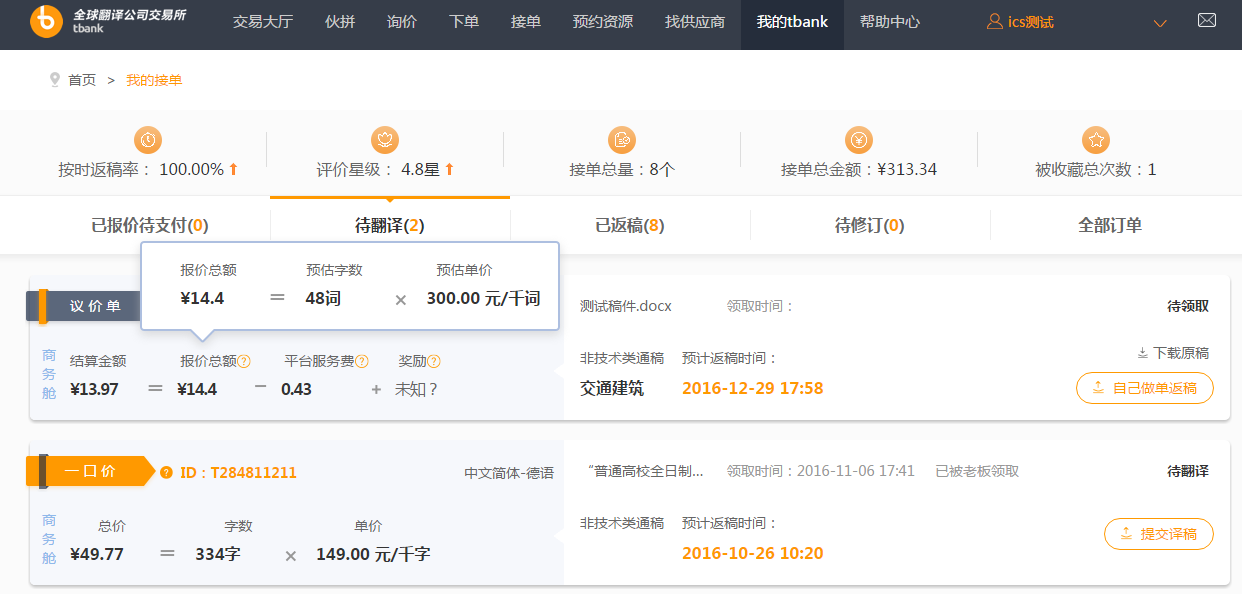 全球翻译公司交易所
tbank
交易大厅 伙拼 询价 下单 接单 预约资源 找供应商 我的tbank 帮助中心 ics测试
首页 > 我的接单
按时返稿率： 100.00% 评价星级： 4.8星 接单总量：8个 接单总金额：¥313.34 被收藏总次数：1
已报价待支付(0) 待翻译(2) 已返稿(8) 待修订(0) 全部订单
报价总额 预估字数 预估单价
¥14.4 = 48词 × 300.00 元/千词
议价单 测试稿件.docx 领取时间： 待领取
商务舱
结算金额 报价总额? 平台服务费? 奖励?
¥13.97 = ¥14.4 − 0.43 + 未知？
非技术类通稿 预计返稿时间： 下载原稿
交通建筑 2016-12-29 17:58 自己做单返稿
一口价 ? ID：T284811211 中文简体-德语 “普通高校全日制... 领取时间：2016-11-06 17:41 已被老板领取 待翻译
商务舱
总价 字数 单价
¥49.77 = 334字 × 149.00 元/千字
非技术类通稿 预计返稿时间：
2016-10-26 10:20 提交译稿